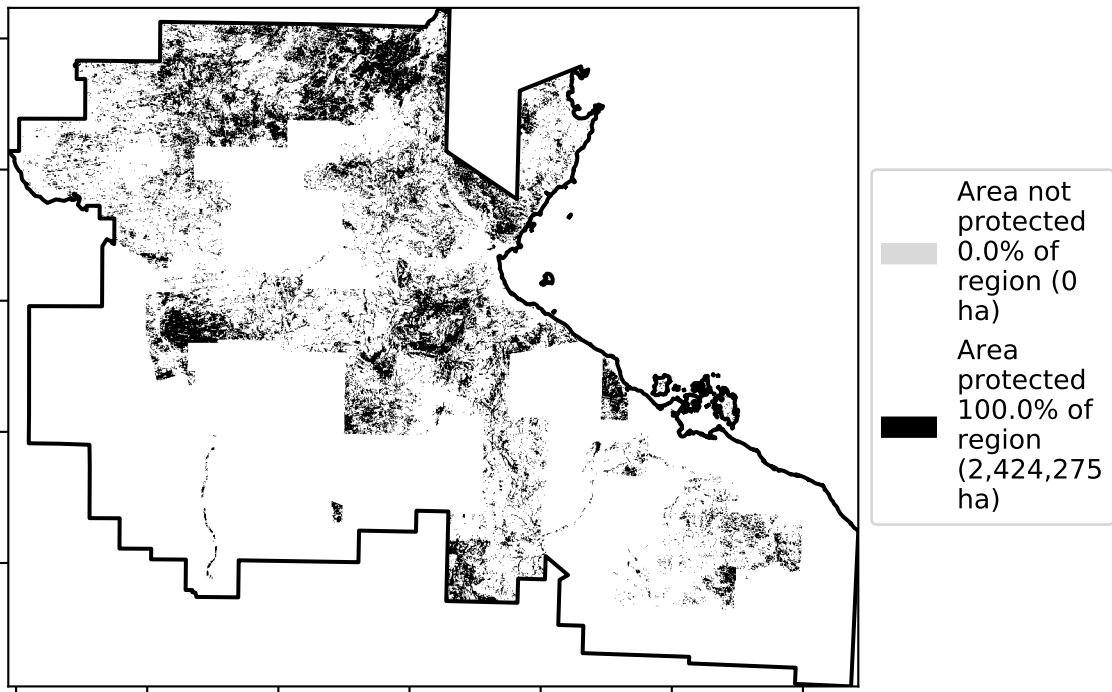 Area not
protected
0.0% of
region (0
ha)
Area
protected
100.0% of
region
(2,424,275
ha)